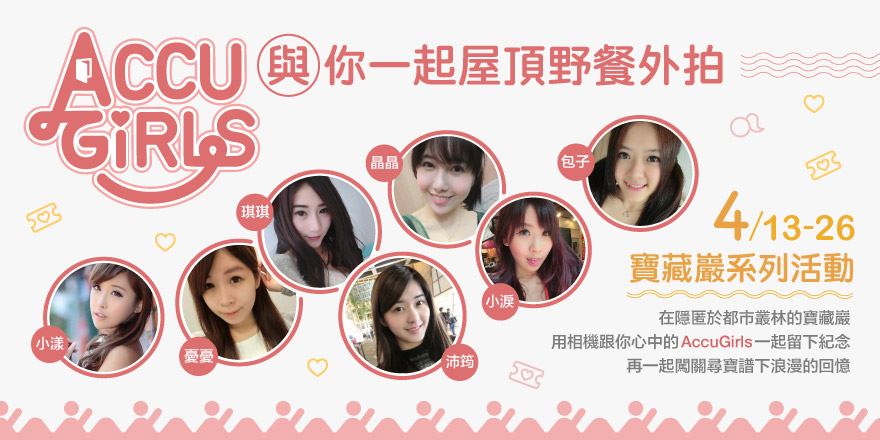 ACCU
GiRLS
與你一起屋頂野餐外拍
晶晶
包子
琪琪
小淚
小漾
憂憂
沛筠
4/13-26
寶藏巖系列活動
在隱匿於都市叢林的寶藏巖
用相機跟你心中的AccuGirls一起留下紀念
再一起闖關尋寶譜下浪漫的回憶